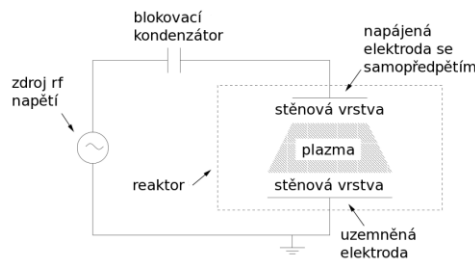 blokovací
kondenzátor
napájená
elektroda se
samopředpětím
zdroj rf
napětí
stěnová vrstva
plazma
reaktor
stěnová vrstva
uzemněná
elektroda